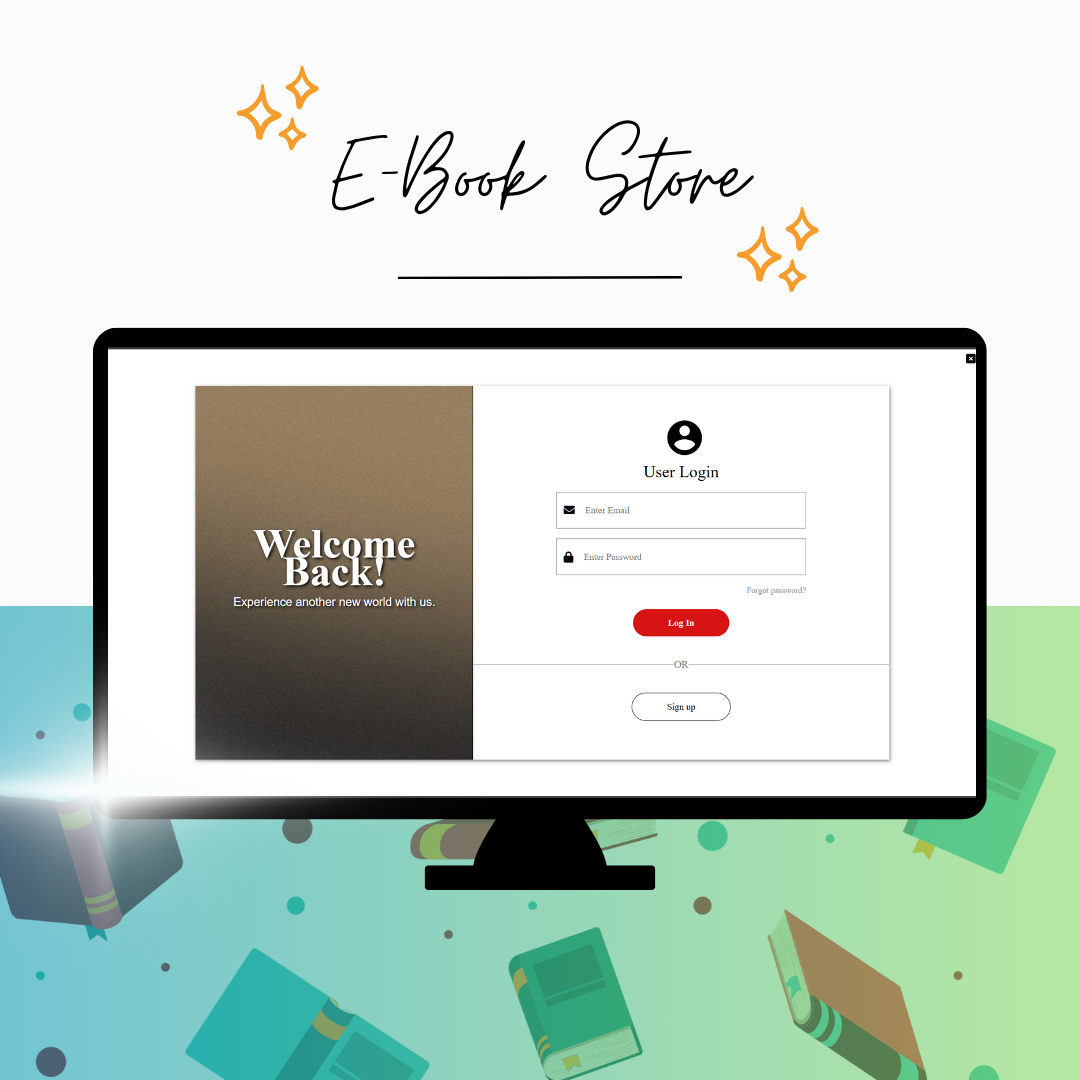 E-Book Store
Welcome
Back!
Experience another new world with us.
User Login
Enter Email
Enter Password
Forgot password?
Log In
OR
Sign up